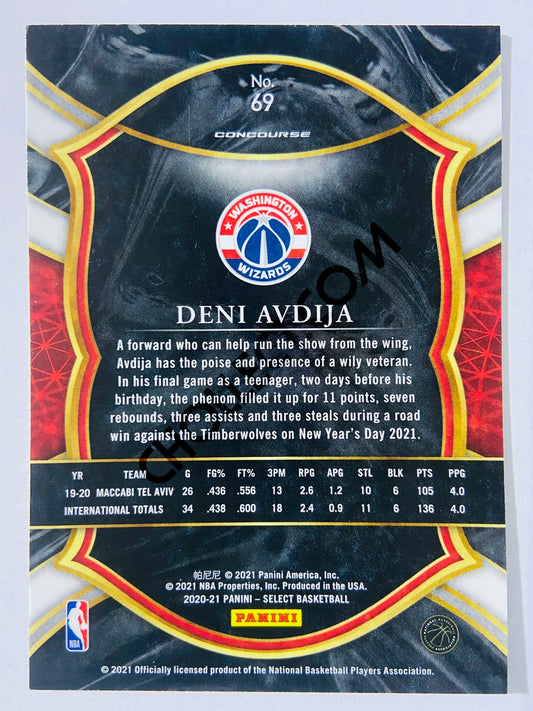 No.
69
CONCOURSE
WASHINGTON
WIZARDS
DENI AVDIJA
A forward who can help run the show from the wing,
Avdija has the poise and presence of a wily veteran.
In his final game as a teenager, two days before his
birthday, the phenom filled it up for 11 points, seven
rebounds, three assists and three steals during a road
win against the Timberwolves on New Year's Day 2021.
YR TEAM G FG% FT% 3PM RPG APG STL BLK PTS PPG
19-20 MACCABI TEL AVIV 26 .436 .556 13 2.6 1.2 10 6 105 4.0
INTERNATIONAL TOTALS 34 .438 .600 18 2.4 0.9 11 6 136 4.0
帕尼尼 © 2021 Panini America, Inc.
© 2021 NBA Properties, Inc. Produced in the USA.
2020-21 PANINI – SELECT BASKETBALL
PANINI
NBA
© 2021 Officially licensed product of the National Basketball Players Association.